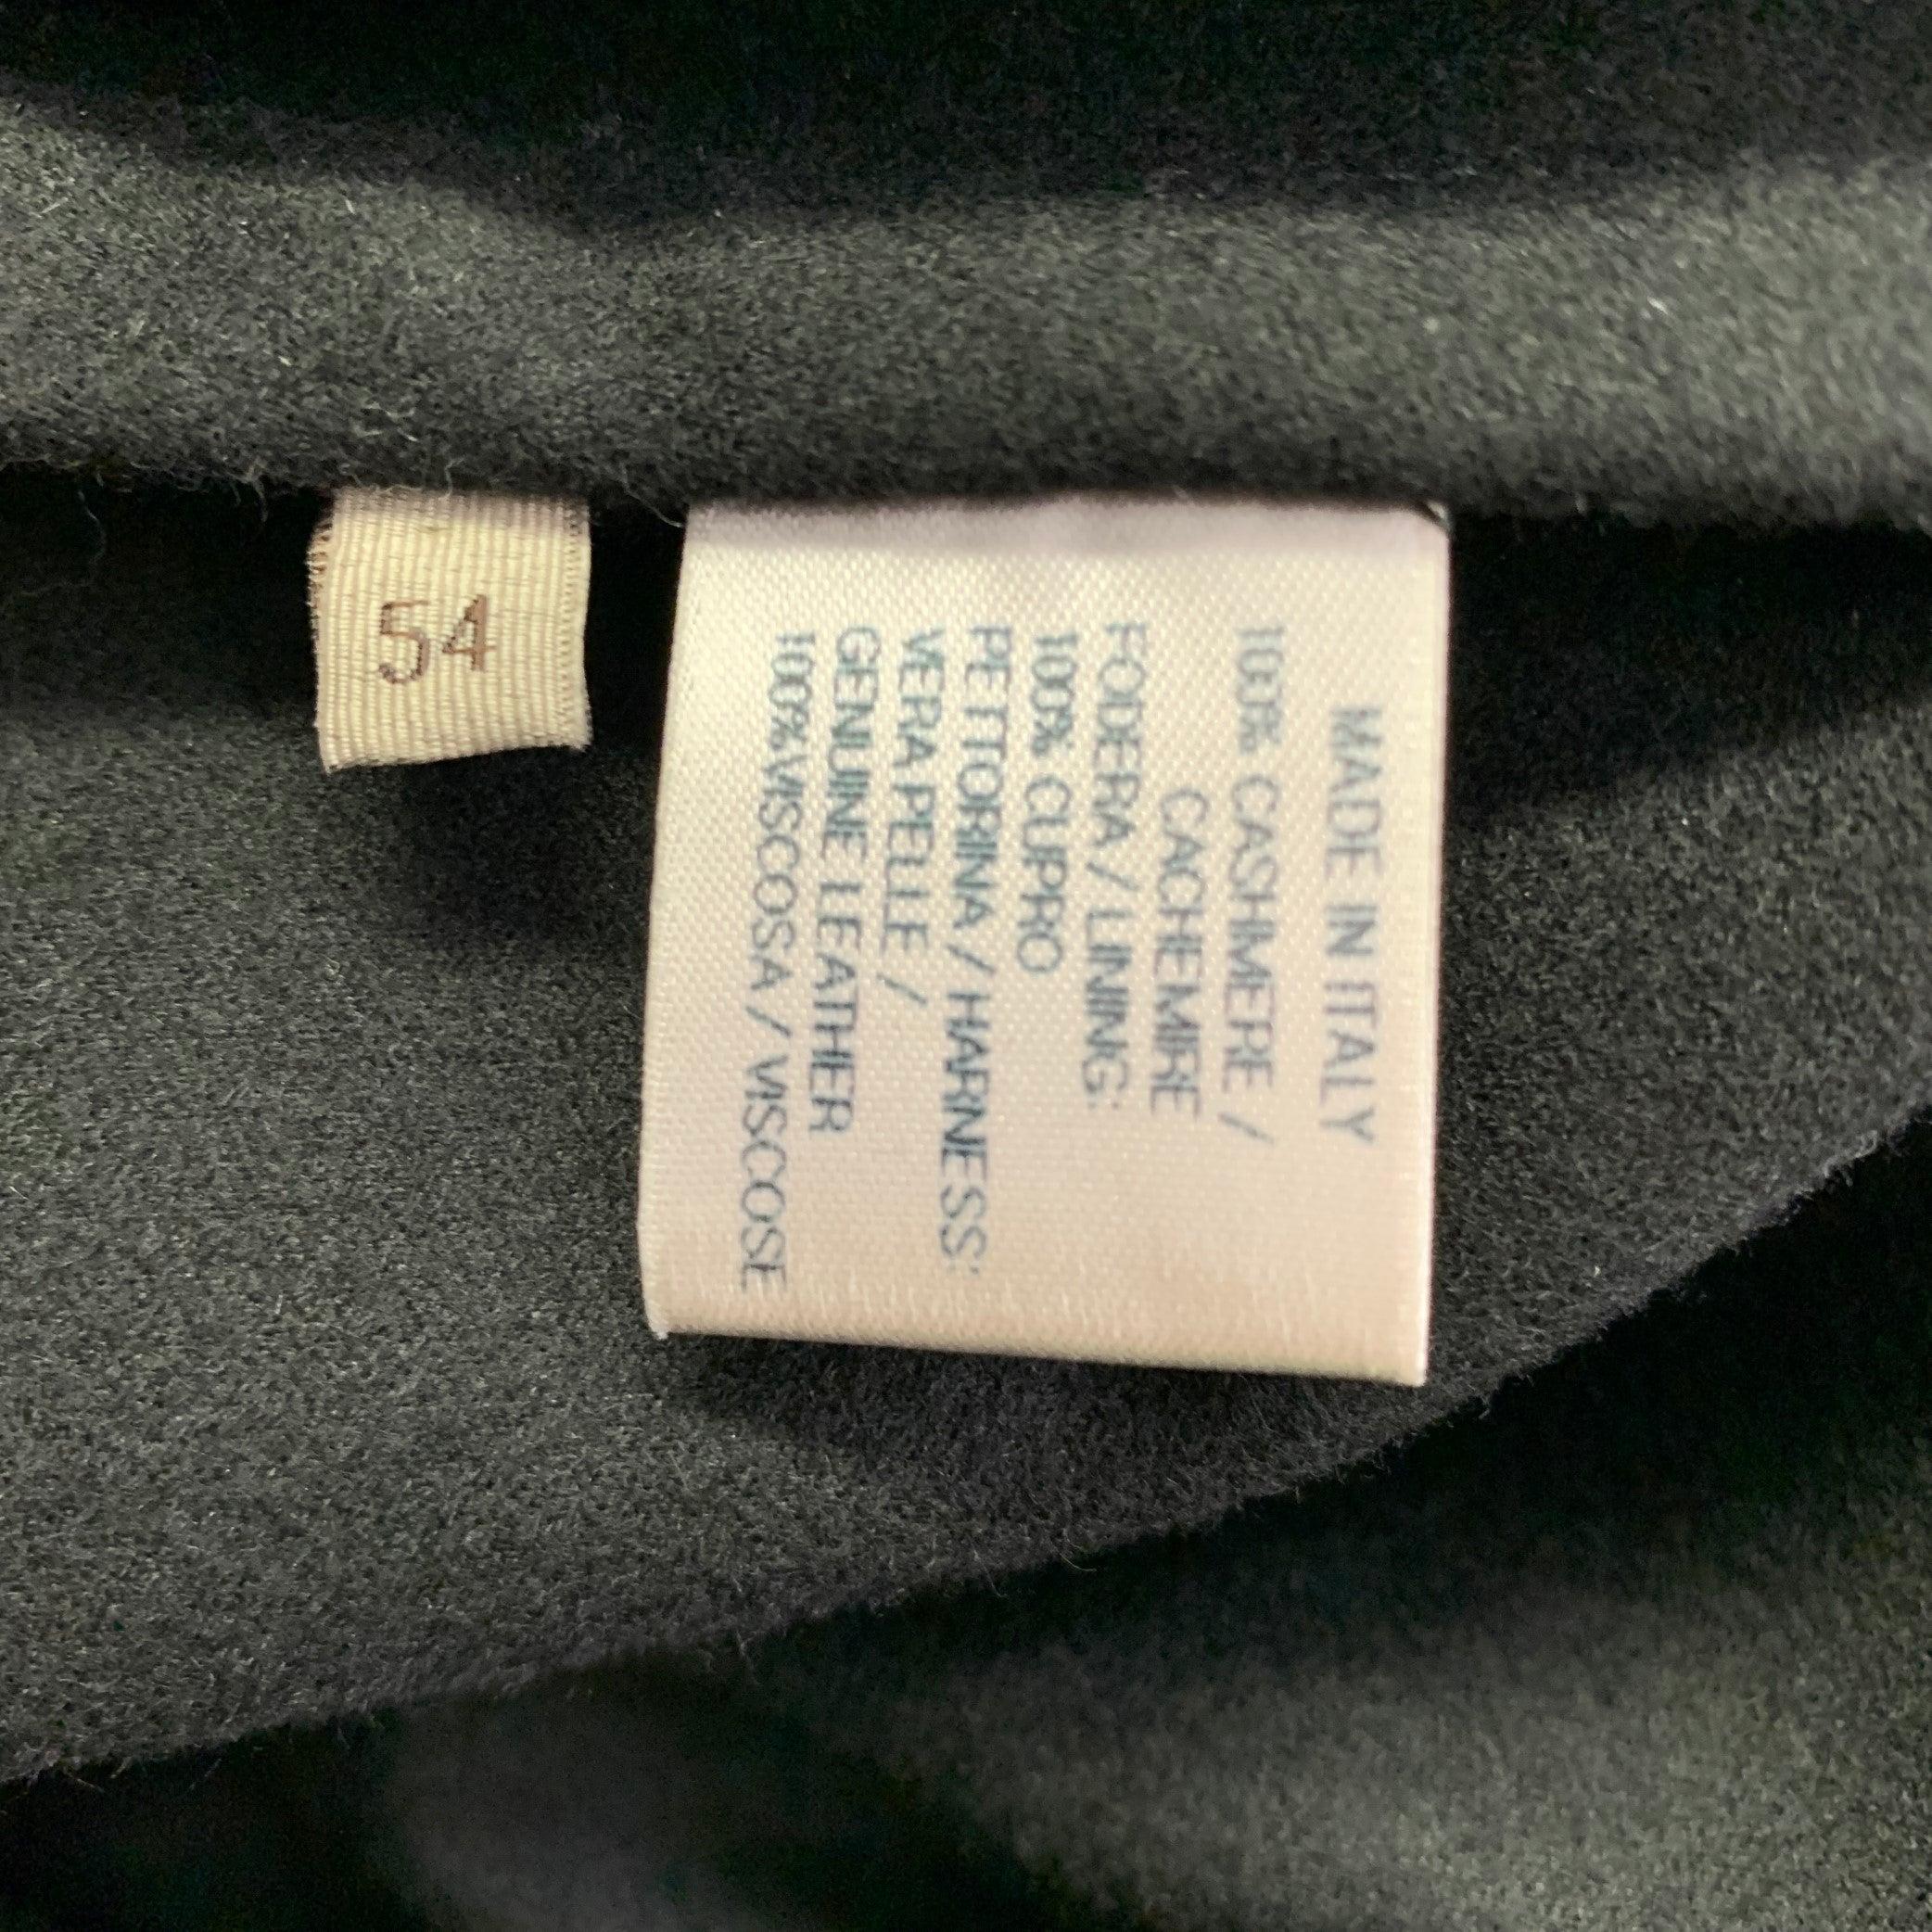 54
MADE IN ITALY
100% CASHMERE /
CACHEMIRE
FODERA / LINING:
100% CUPRO
PETTORINA / HARNESS:
VERA PELLE /
GENUINE LEATHER
100%VISCOSA / VISCOSE